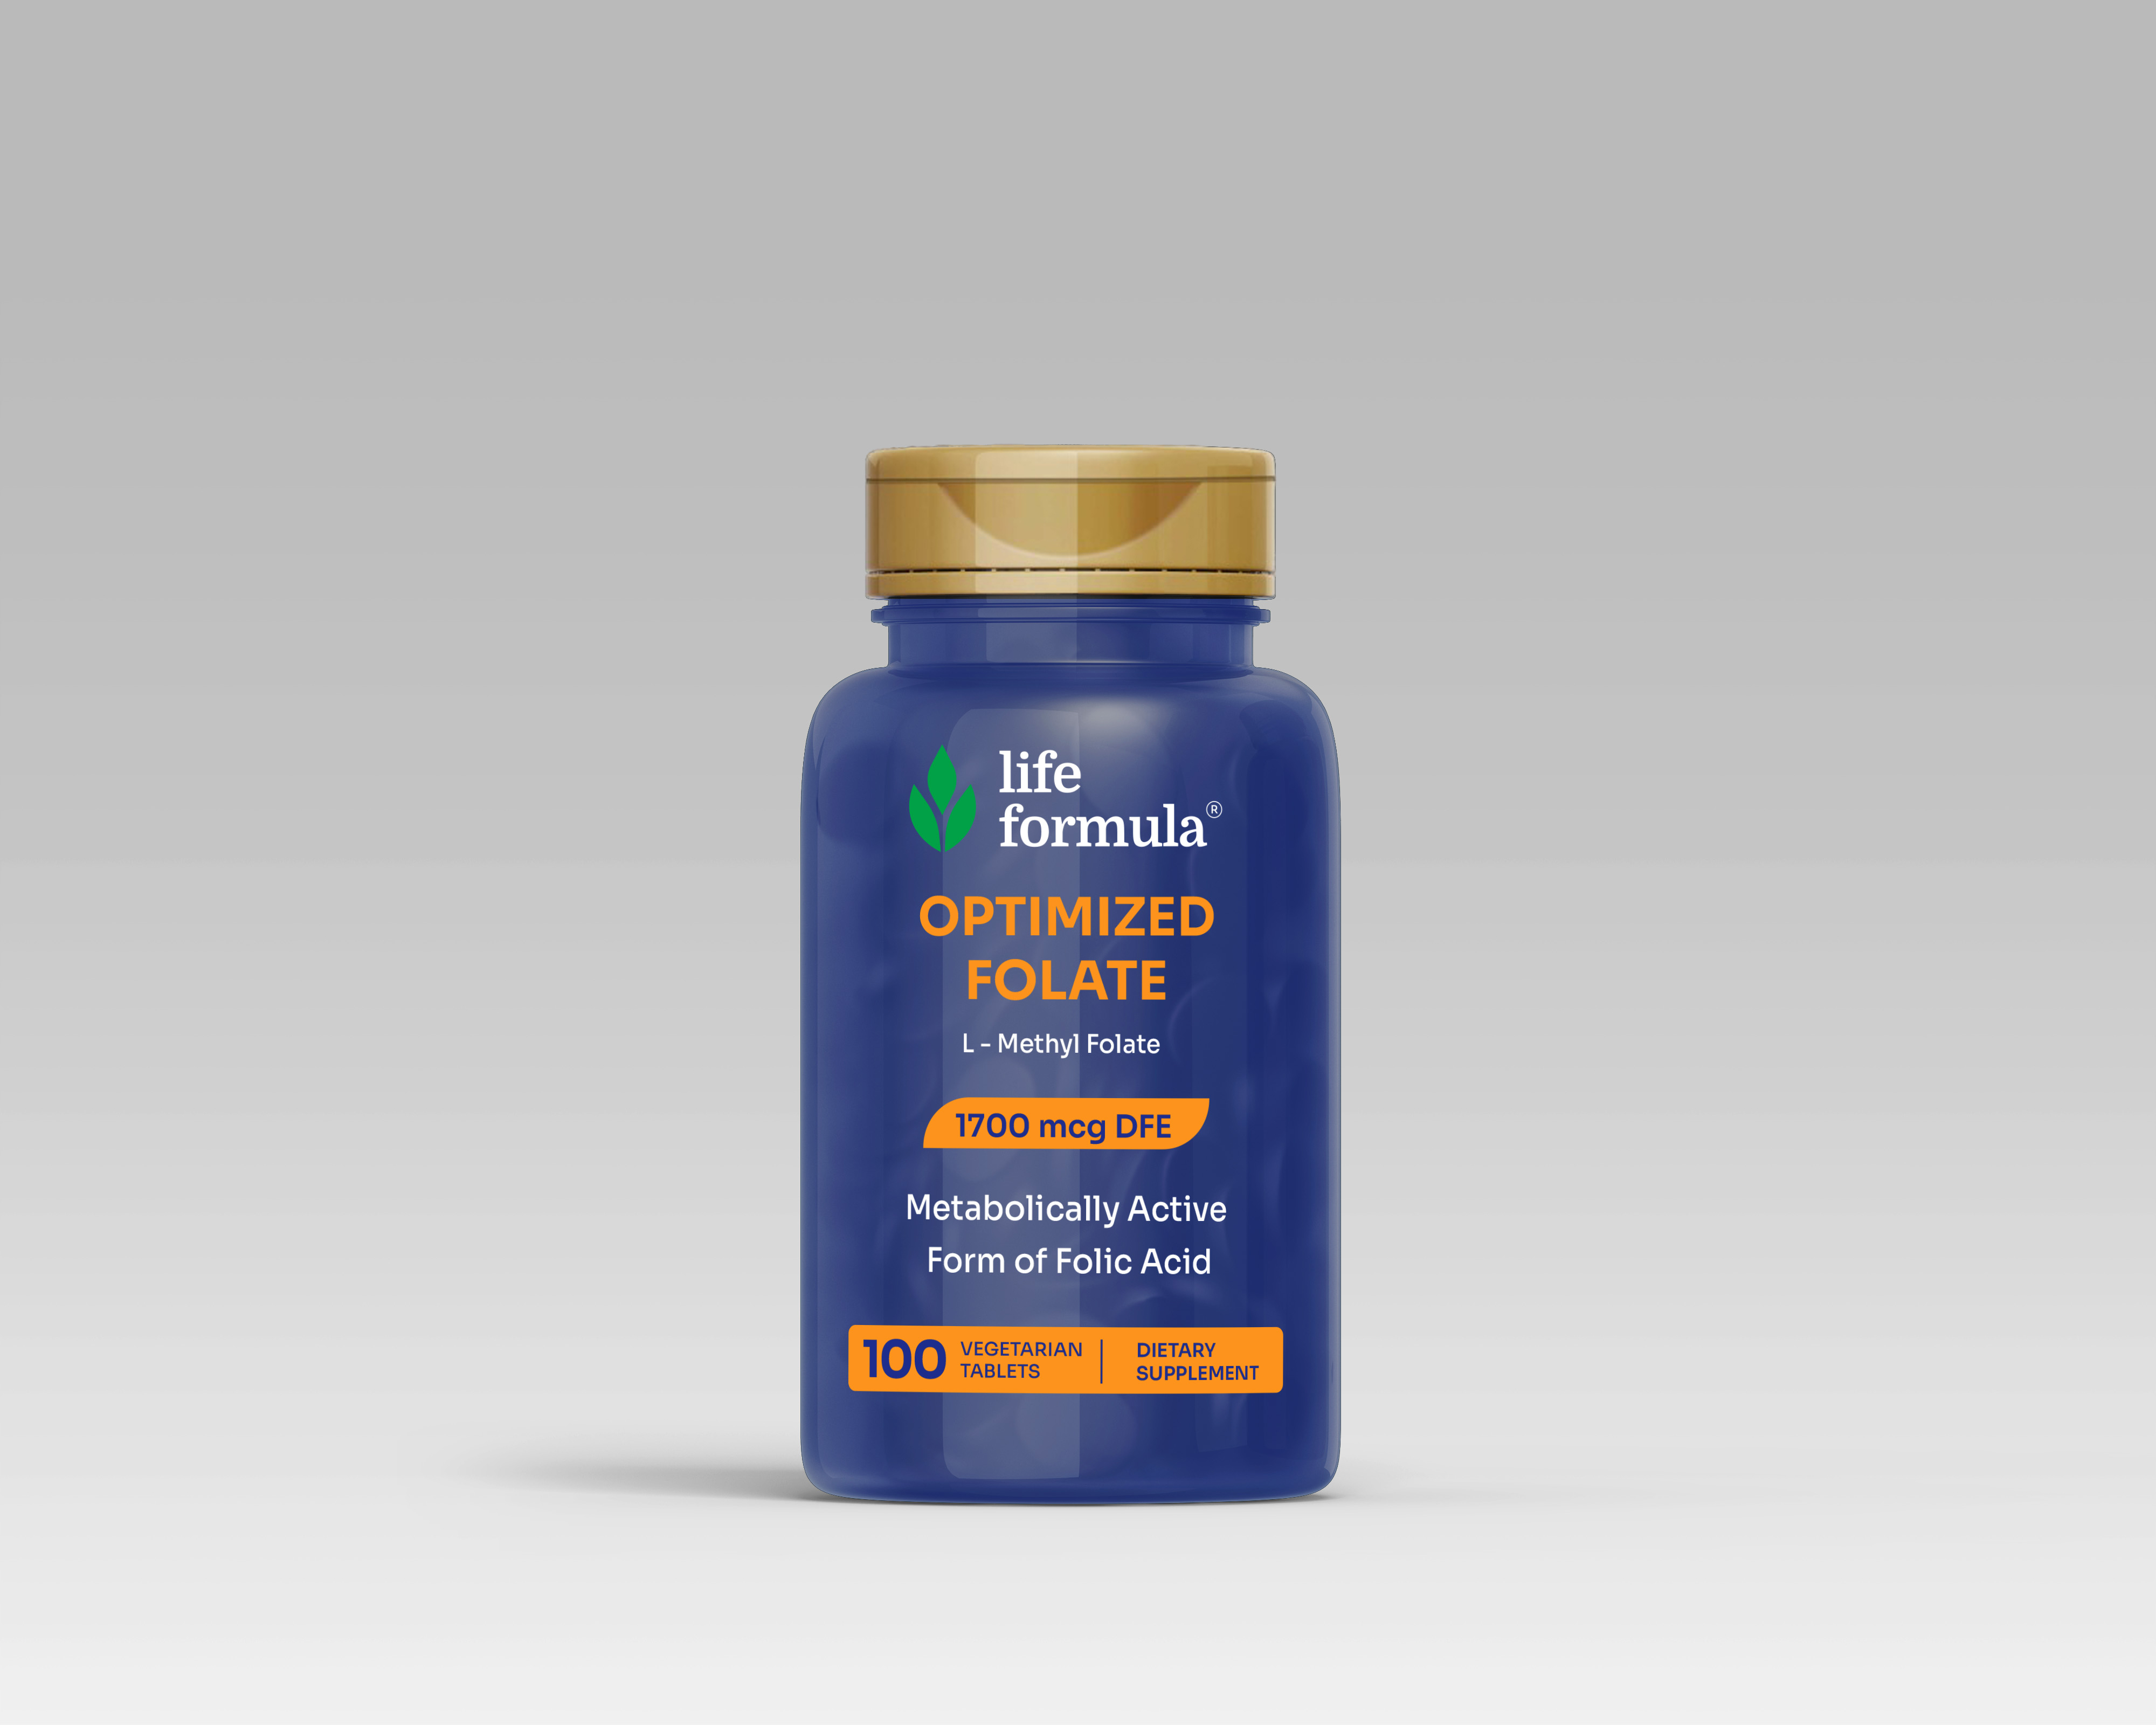 life
formula®
OPTIMIZED
FOLATE
L - Methyl Folate
1700 mcg DFE
Metabolically Active
Form of Folic Acid
100 VEGETARIAN TABLETS | DIETARY SUPPLEMENT